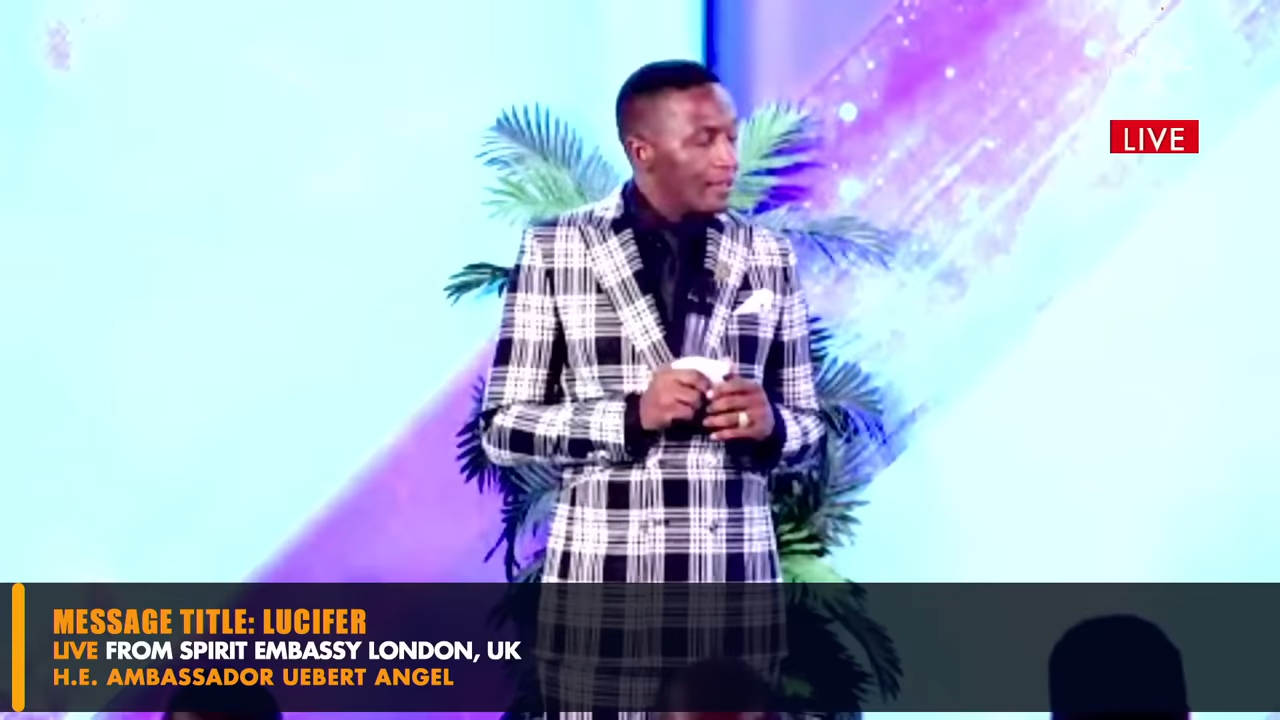 LIVE
MESSAGE TITLE: LUCIFER
LIVE FROM SPIRIT EMBASSY LONDON, UK
H.E. AMBASSADOR UEBERT ANGEL